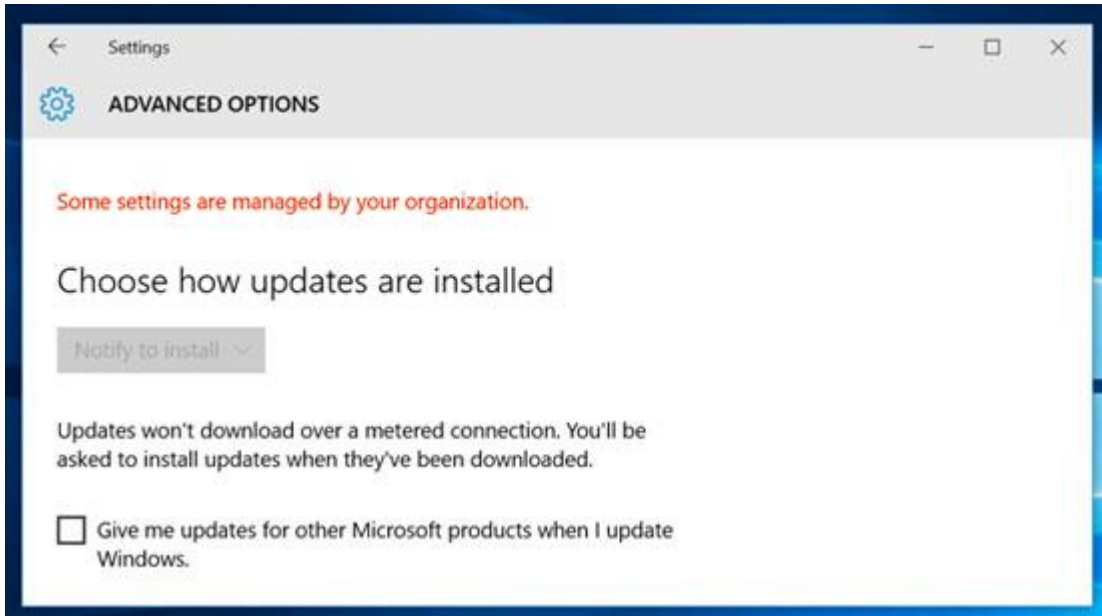 Settings
ADVANCED OPTIONS
Some settings are managed by your organization.
Choose how updates are installed
Notify to install
Updates won't download over a metered connection. You'll be
asked to install updates when they've been downloaded.
Give me updates for other Microsoft products when I update
Windows.